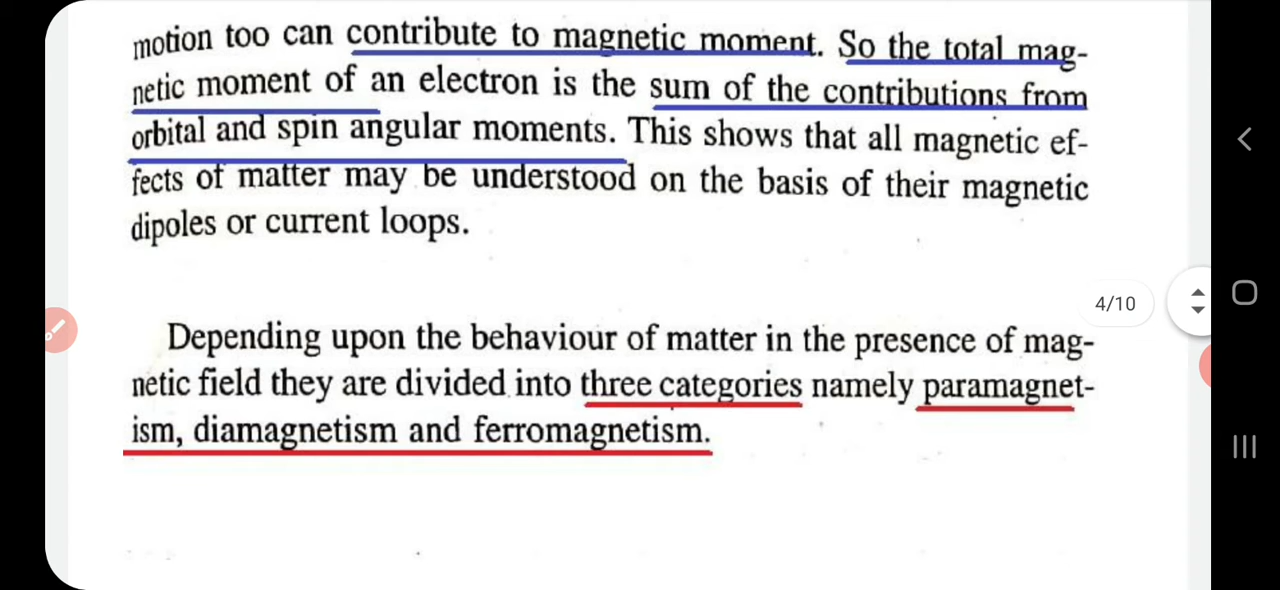 motion too can contribute to magnetic moment. So the total mag-
netic moment of an electron is the sum of the contributions from
orbital and spin angular moments. This shows that all magnetic ef-
fects of matter may be understood on the basis of their magnetic
dipoles or current loops.
Depending upon the behaviour of matter in the presence of mag-
netic field they are divided into three categories namely paramagnet-
ism, diamagnetism and ferromagnetism.
4/10